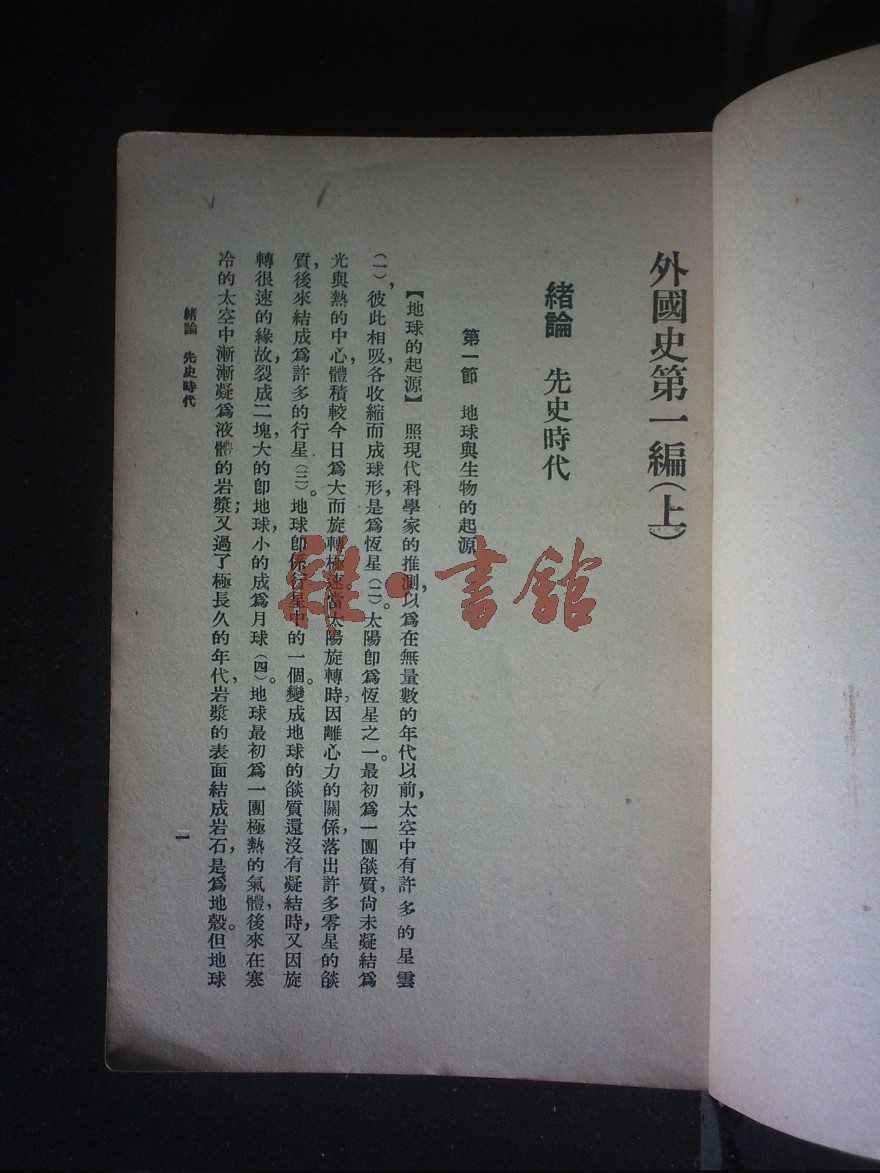 外國史第一編（上）
緒論　先史時代
第一節　地球與生物的起源
【地球的起源】　照現代科學家的推測，以爲在無量數的年代以前，太空中有許多的星雲
（一），彼此相吸，各收縮而成球形，是爲恆星（二）。太陽卽爲恆星之一。最初爲一團燄質，尙未凝結爲
光與熱的中心，體積較今日爲大而旋轉極速。當太陽旋轉時，因離心力的關係，落出許多零星的燄
質，後來結成爲許多的行星（三）。地球卽係行星中的一個。變成地球的燄質還沒有凝結時，又因旋
轉很速的緣故，裂成二塊，大的卽地球，小的成爲月球（四）。地球最初爲一團極熱的氣體，後來在寒
冷的太空中漸漸凝爲液體的岩漿；又過了極長久的年代，岩漿的表面結成岩石，是爲地殼。但地球
緒論　先史時代
一
雜·書館